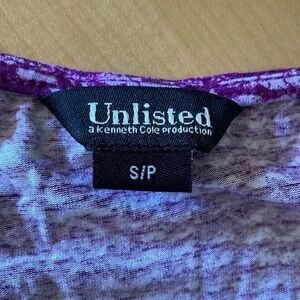 Unlisted
a Kenneth Cole production
S/P